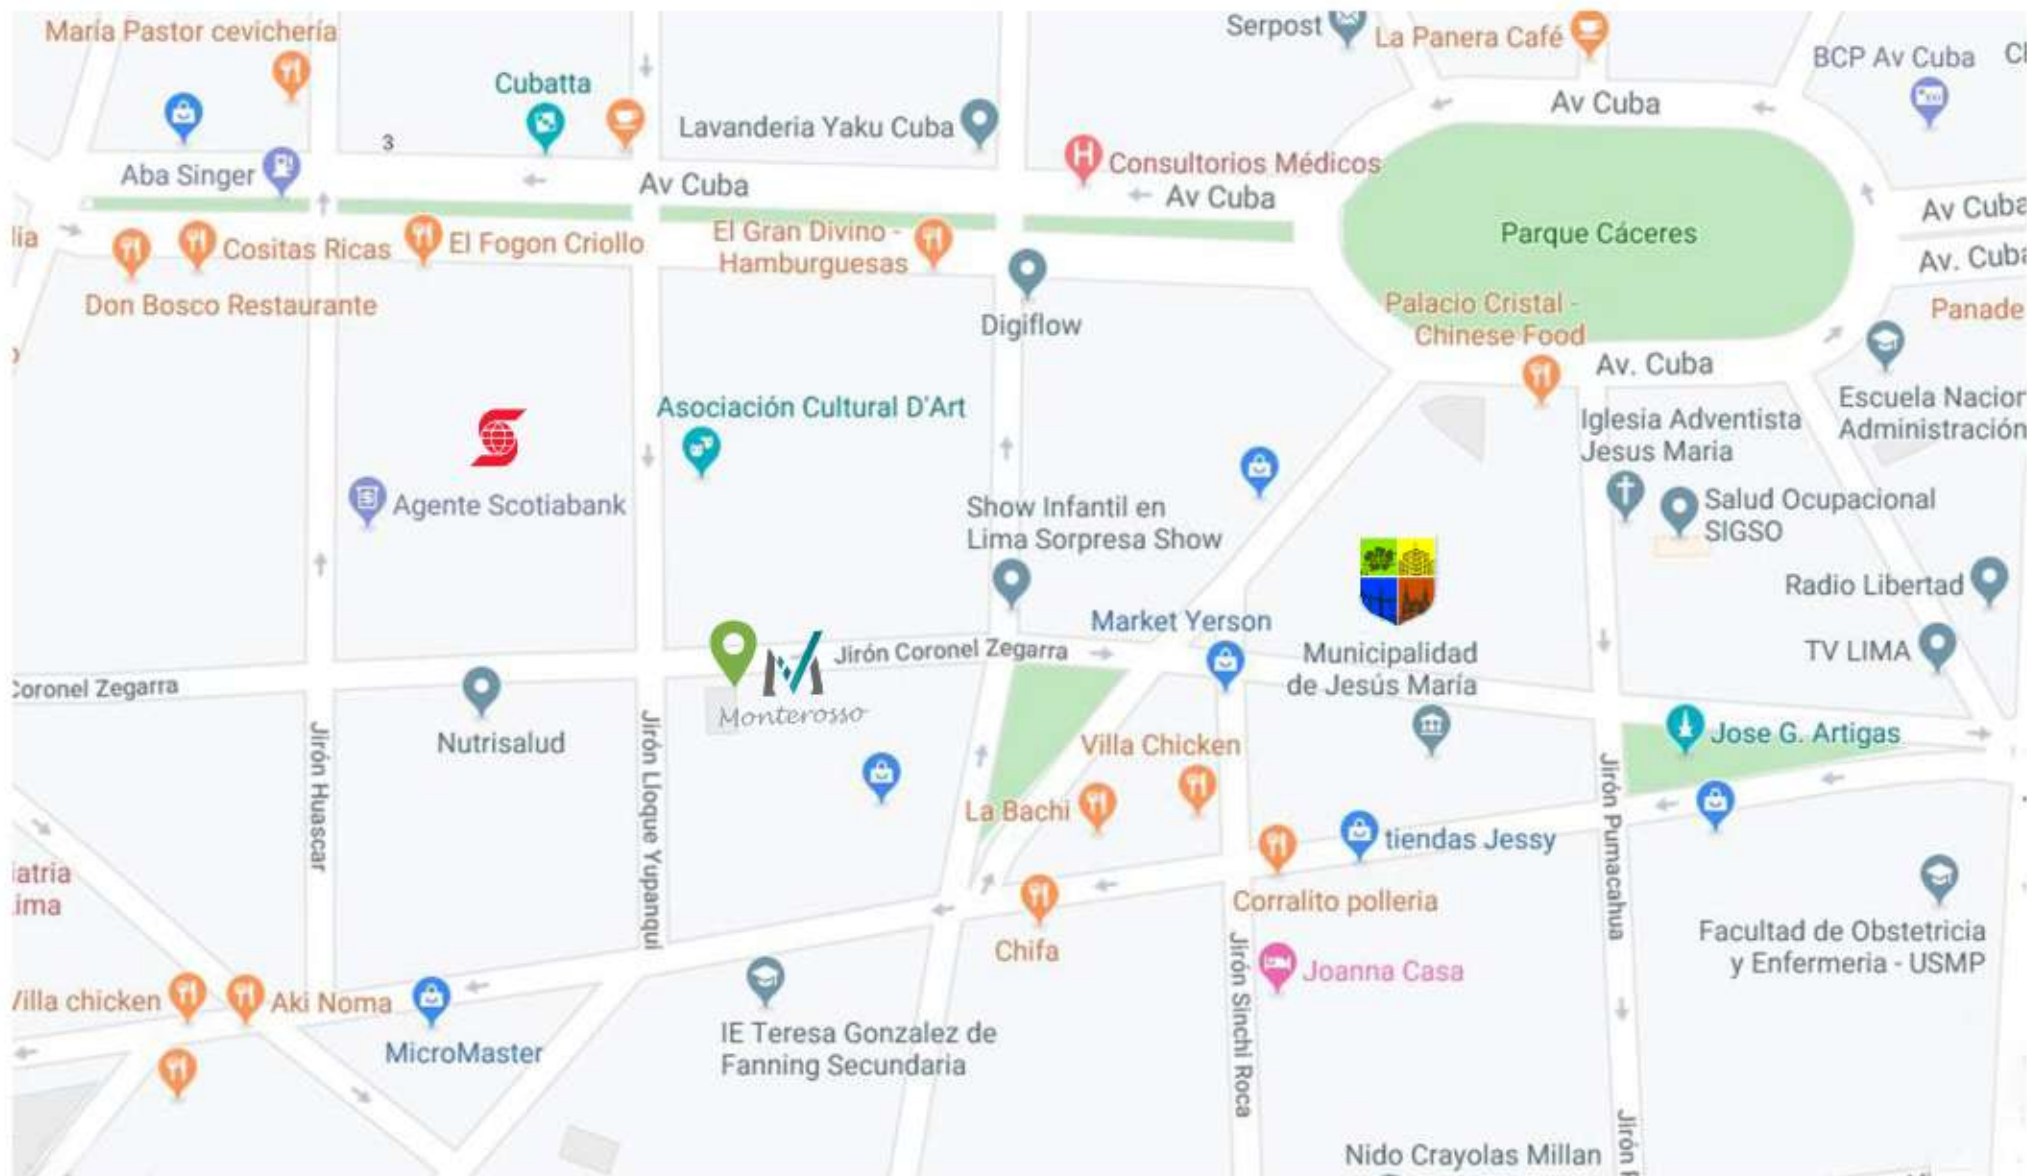 María Pastor cevichería
Serpost
La Panera Café
BCP Av Cuba
Cubatta
Av Cuba
3
Lavanderia Yaku Cuba
Aba Singer
Av Cuba
Consultorios Médicos
Av Cuba
Av Cuba
Parque Cáceres
Cositas Ricas
El Fogon Criollo
El Gran Divino -
Hamburguesas
Av. Cuba
Don Bosco Restaurante
Digiflow
Palacio Cristal -
Chinese Food
Panade
Av. Cuba
Asociación Cultural D'Art
Iglesia Adventista
Jesus Maria
Escuela Nacion
Administración
Agente Scotiabank
Show Infantil en
Lima Sorpresa Show
Salud Ocupacional
SIGSO
Radio Libertad
Market Yerson
Jirón Coronel Zegarra
Municipalidad
de Jesús María
TV LIMA
Coronel Zegarra
Monterosso
Nutrisalud
Jirón Huascar
Jirón Lloque Yupanqui
Villa Chicken
Jose G. Artigas
La Bachi
tiendas Jessy
Jirón Pumacahua
iatria
ima
Corralito polleria
Chifa
Joanna Casa
Jirón Sinchi Roca
Facultad de Obstetricia
y Enfermeria - USMP
Villa chicken
Aki Noma
MicroMaster
IE Teresa Gonzalez de
Fanning Secundaria
Nido Crayolas Millan
Jirón